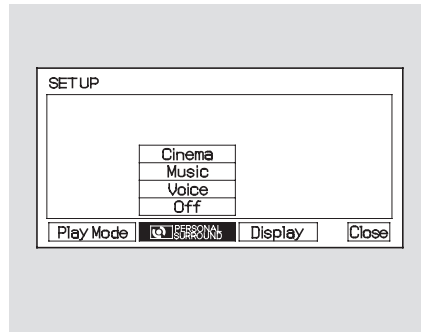 SETUP
Cinema
Music
Voice
Off
Play Mode
PERSONAL
SURROUND
Display
Close